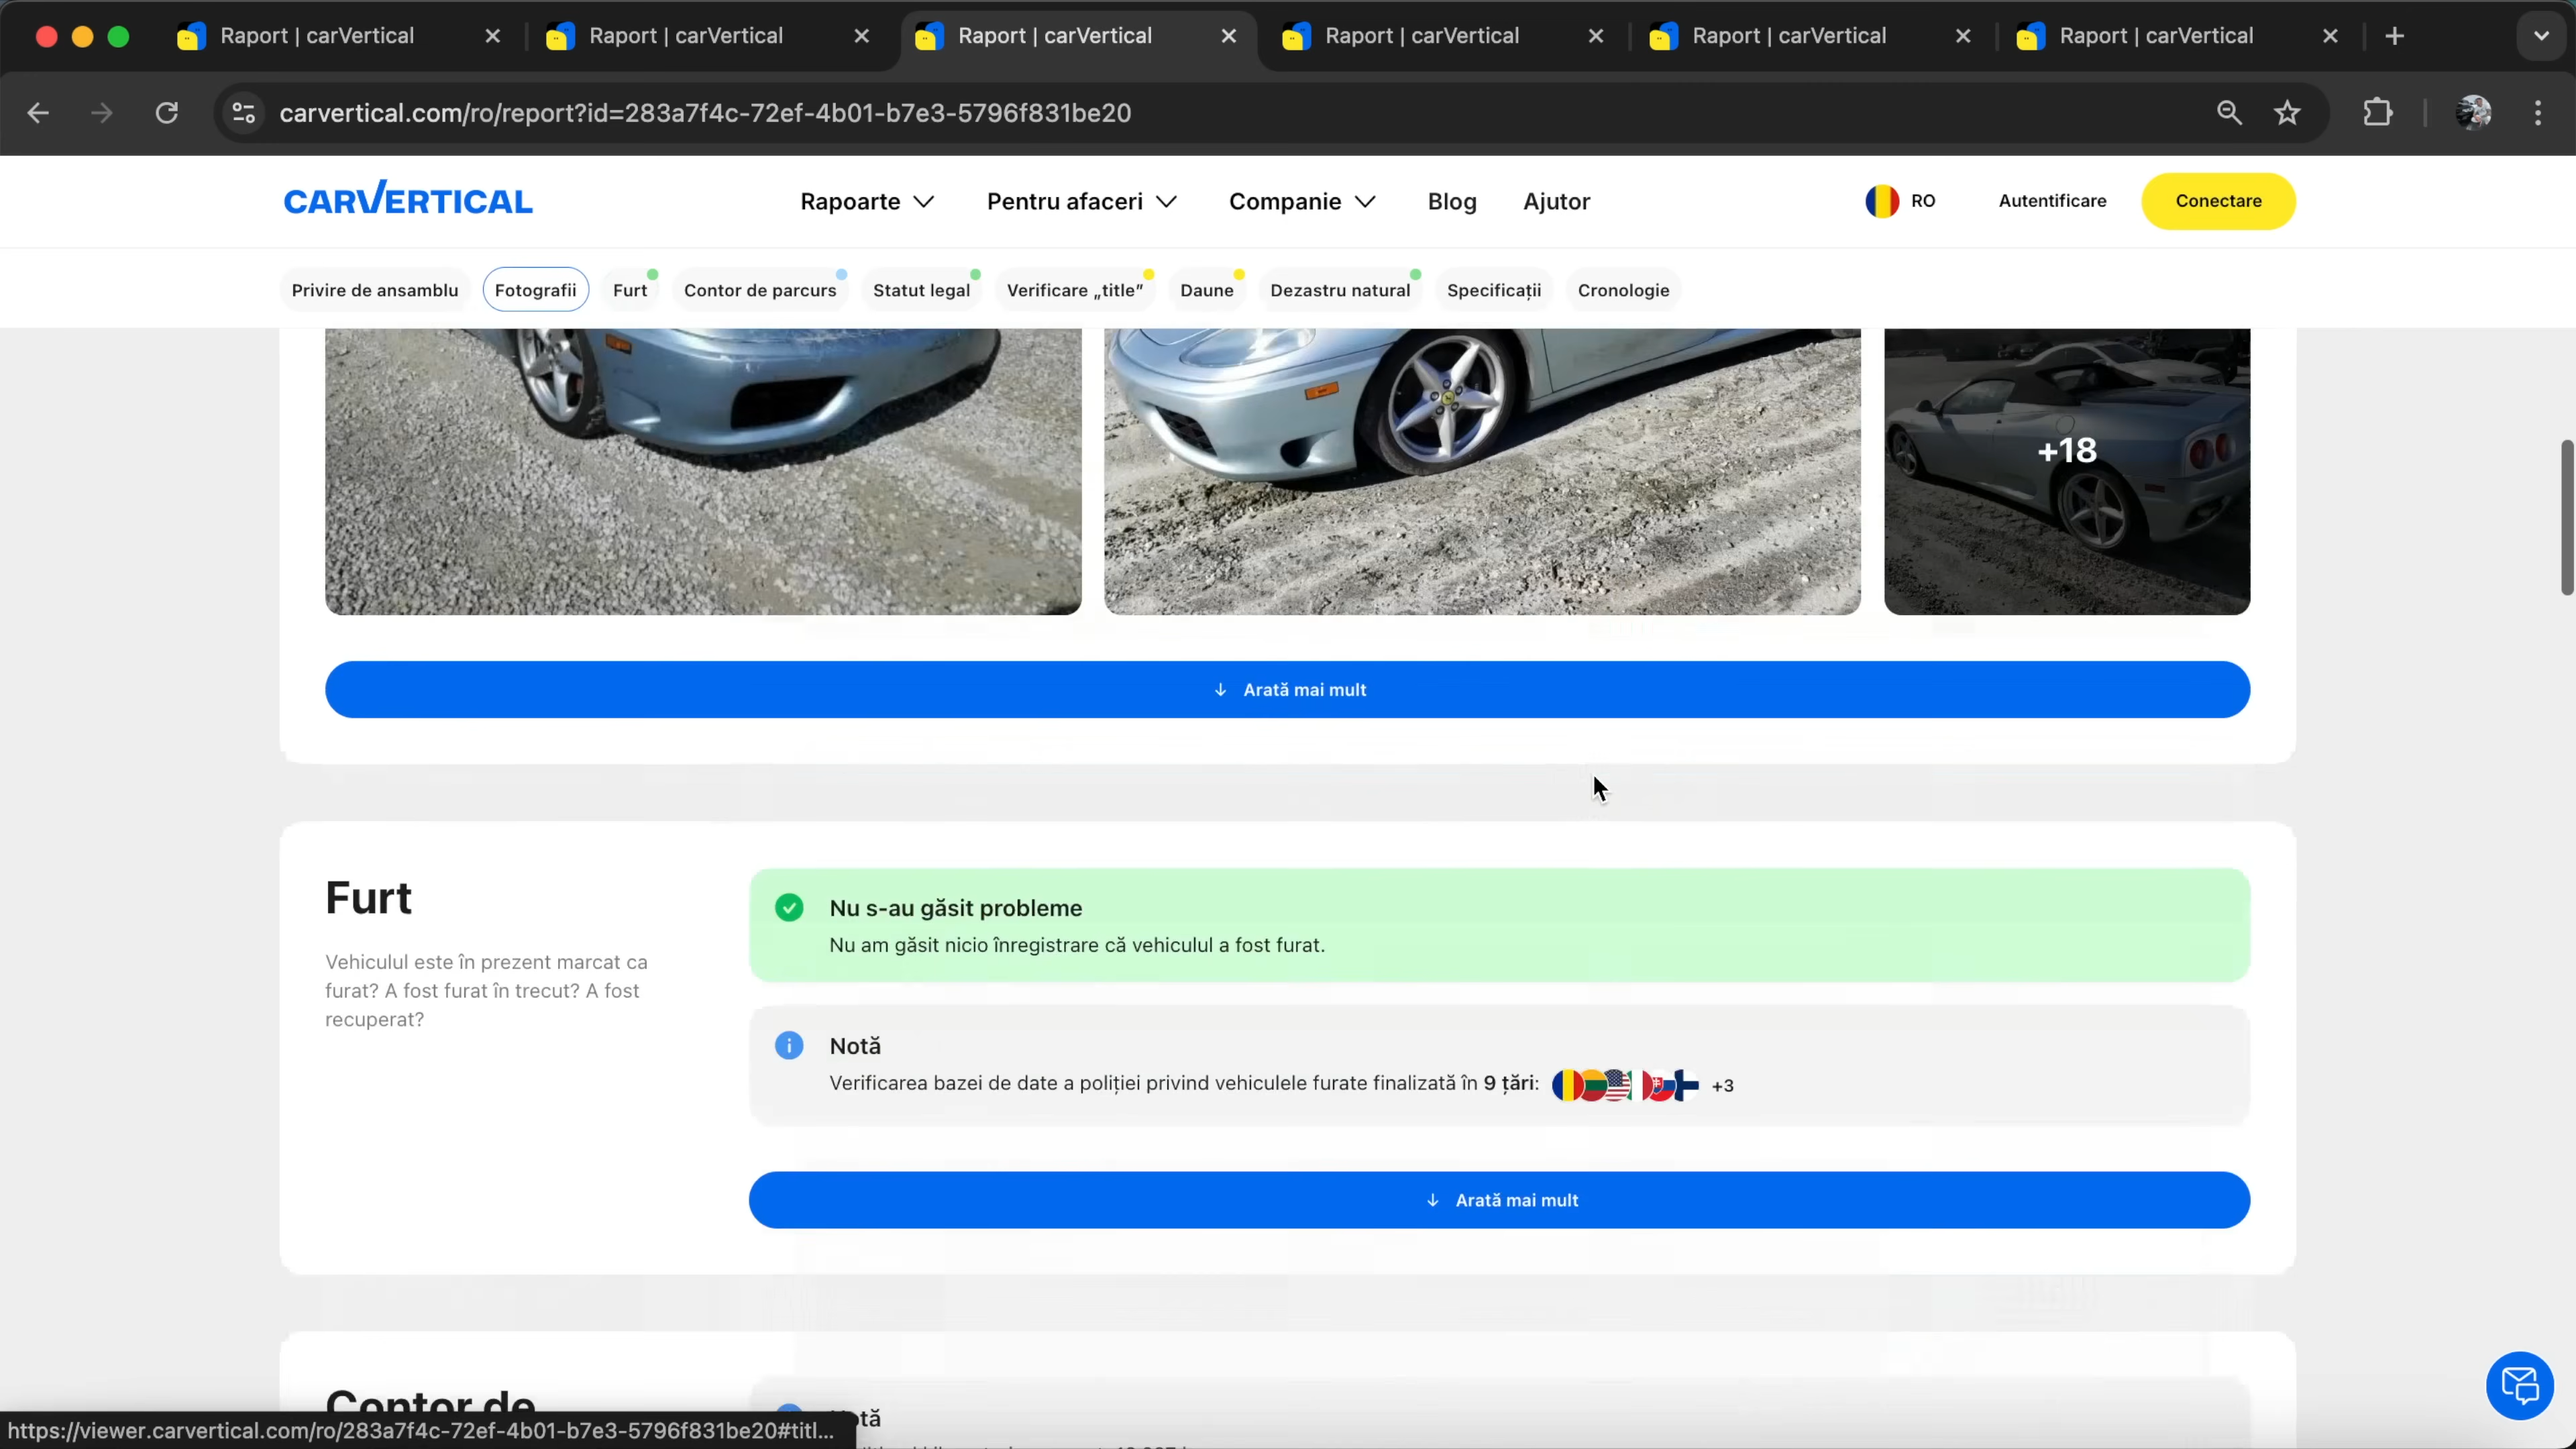 Raport | carVertical
Raport | carVertical
Raport | carVertical
Raport | carVertical
Raport | carVertical
Raport | carVertical
carvertical.com/ro/report?id=283a7f4c-72ef-4b01-b7e3-5796f831be20
CARVERTICAL
Rapoarte
Pentru afaceri
Companie
Blog
Ajutor
RO
Autentificare
Conectare
Privire de ansamblu
Fotografii
Furt
Contor de parcurs
Statut legal
Verificare „title”
Daune
Dezastru natural
Specificații
Cronologie
+18
Arată mai mult
Furt
Vehiculul este în prezent marcat ca
furat? A fost furat în trecut? A fost
recuperat?
Nu s-au găsit probleme
Nu am găsit nicio înregistrare că vehiculul a fost furat.
Notă
Verificarea bazei de date a poliției privind vehiculele furate finalizată în 9 țări:
+3
Arată mai mult
Contor de
https://viewer.carvertical.com/ro/283a7f4c-72ef-4b01-b7e3-5796f831be20#titl...